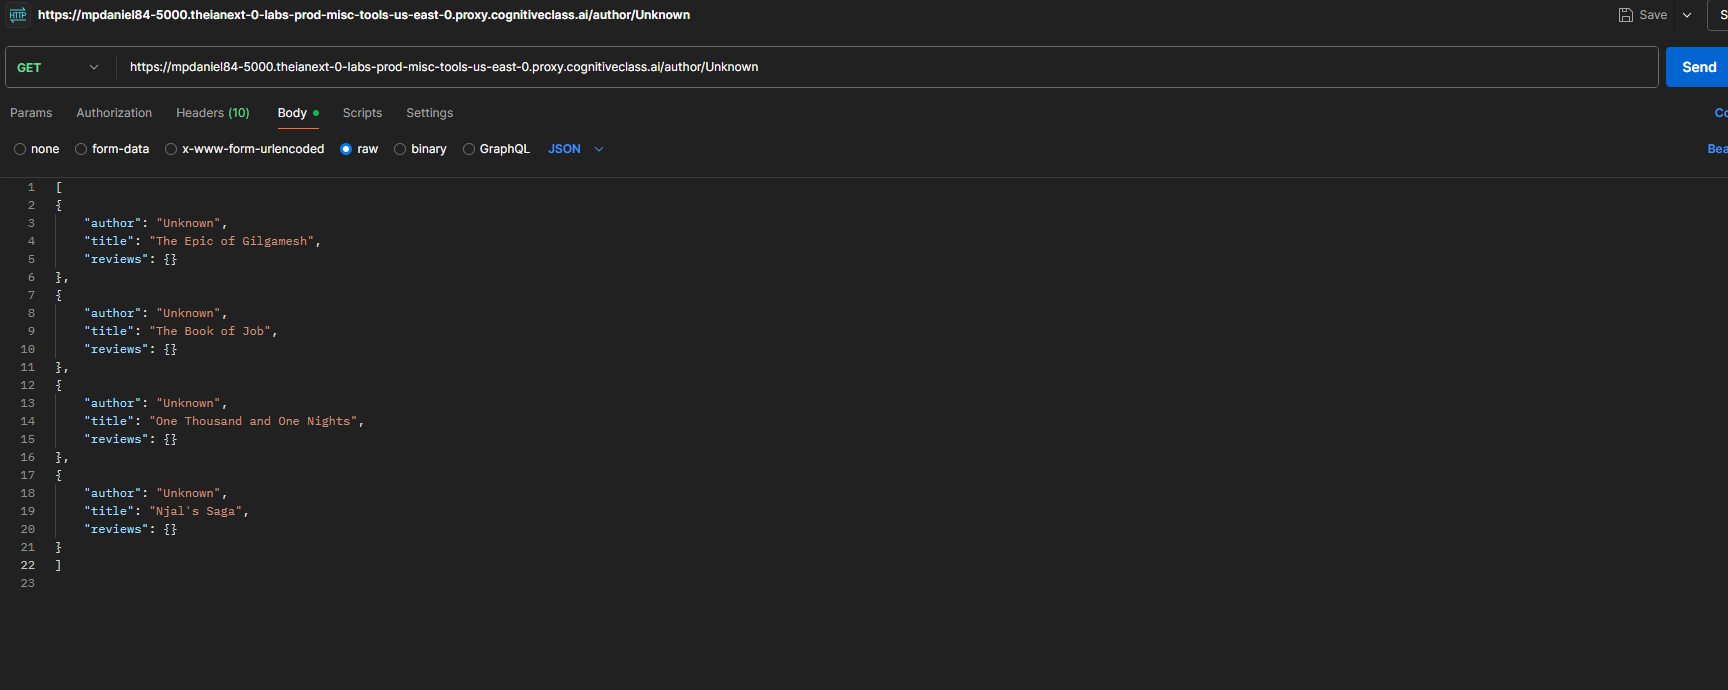 HTTP https://mpdaniel84-5000.theianext-0-labs-prod-misc-tools-us-east-0.proxy.cognitiveclass.ai/author/Unknown Save
GET https://mpdaniel84-5000.theianext-0-labs-prod-misc-tools-us-east-0.proxy.cognitiveclass.ai/author/Unknown Send
Params Authorization Headers (10) Body Scripts Settings
none form-data x-www-form-urlencoded raw binary GraphQL JSON
1 [
2 {
3 "author": "Unknown",
4 "title": "The Epic of Gilgamesh",
5 "reviews": {}
6 },
7 {
8 "author": "Unknown",
9 "title": "The Book of Job",
10 "reviews": {}
11 },
12 {
13 "author": "Unknown",
14 "title": "One Thousand and One Nights",
15 "reviews": {}
16 },
17 {
18 "author": "Unknown",
19 "title": "Njal's Saga",
20 "reviews": {}
21 }
22 ]
23